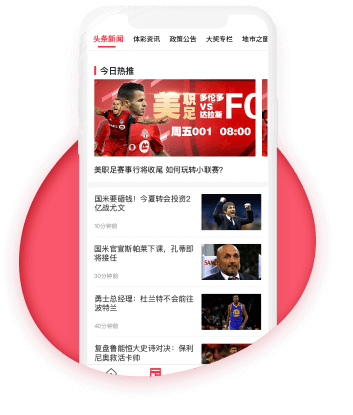 头条新闻 体彩资讯 政策公告 大奖专栏 地市之窗
今日热推
美职足 多伦多 VS 达拉斯 FC
周五001 08:00
美职足赛事行将收尾 如何玩转小联赛?
国米要砸钱！今夏转会投资2
亿战尤文
10分钟前
国米官宣斯帕莱下课，孔蒂即
将接任
30分钟前
勇士总经理：杜兰特不会前往
波特兰
40分钟前
复盘鲁能恒大史诗对决：保利
尼奥救活卡帅